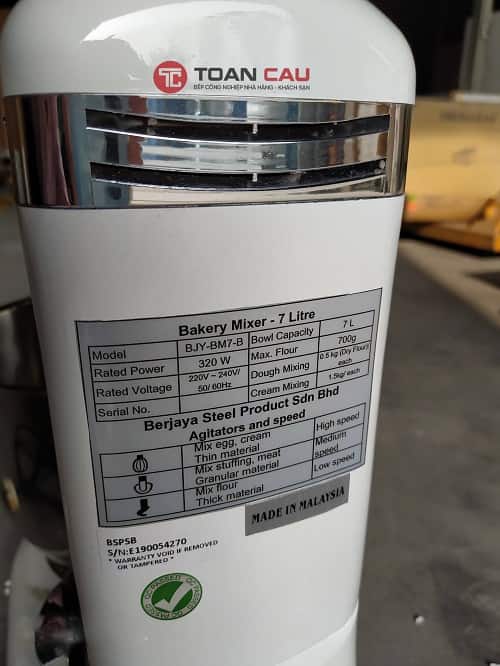 TOAN CAU
BẾP CÔNG NGHIỆP NHÀ HÀNG - KHÁCH SẠN
Bakery Mixer - 7 Litre
Model BJY-BM7-B Bowl Capacity 7 L
Rated Power 320 W Max. Flour 700g
Rated Voltage 220V ~ 240V/ 50/ 60Hz Dough Mixing 0.5 kg (Dry Flour)/ each
Serial No. Cream Mixing 1.5kg/ each
Berjaya Steel Product Sdn Bhd
Agitators and speed
Mix egg, cream
Thin material
High speed
Mix stuffing, meat
Granular material
Medium speed
Mix flour
Thick material
Low speed
MADE IN MALAYSIA
BSPSB
S/N:E190054270
* WARRANTY VOID IF REMOVED
OR TAMPERED *
QC PASSED